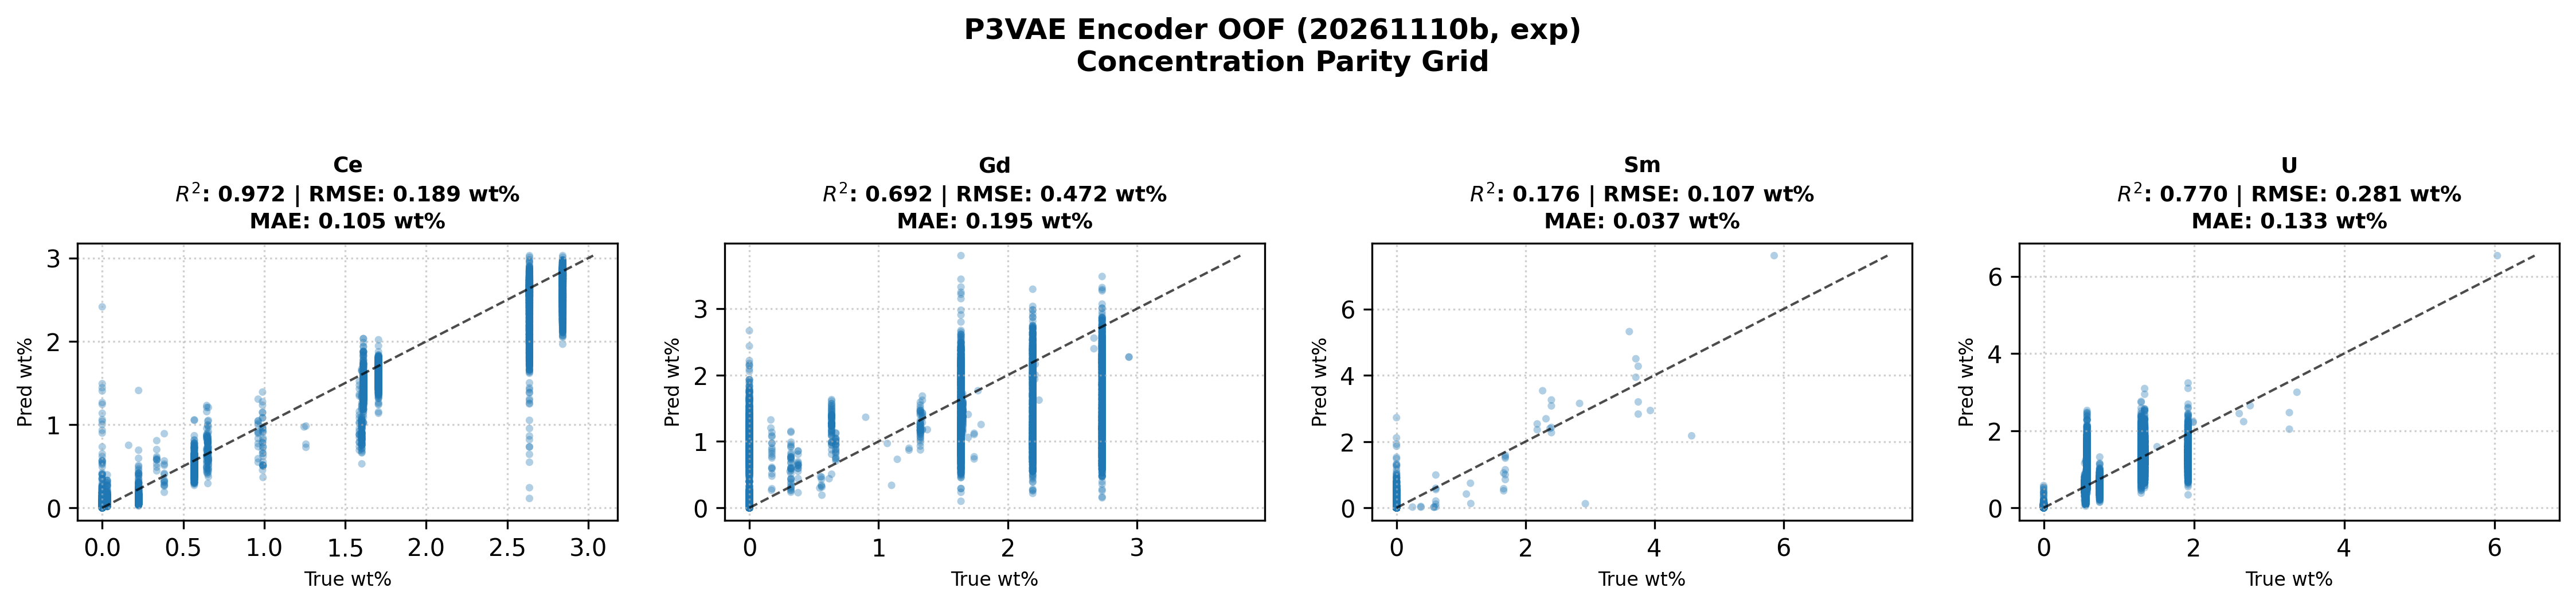 P3VAE Encoder OOF (20261110b, exp)
Concentration Parity Grid
Ce
R²: 0.972 | RMSE: 0.189 wt%
MAE: 0.105 wt%
Pred wt%
3
2
1
0
0.0 0.5 1.0 1.5 2.0 2.5 3.0
True wt%
Gd
R²: 0.692 | RMSE: 0.472 wt%
MAE: 0.195 wt%
Pred wt%
3
2
1
0
0 1 2 3
True wt%
Sm
R²: 0.176 | RMSE: 0.107 wt%
MAE: 0.037 wt%
Pred wt%
6
4
2
0
0 2 4 6
True wt%
U
R²: 0.770 | RMSE: 0.281 wt%
MAE: 0.133 wt%
Pred wt%
6
4
2
0
0 2 4 6
True wt%